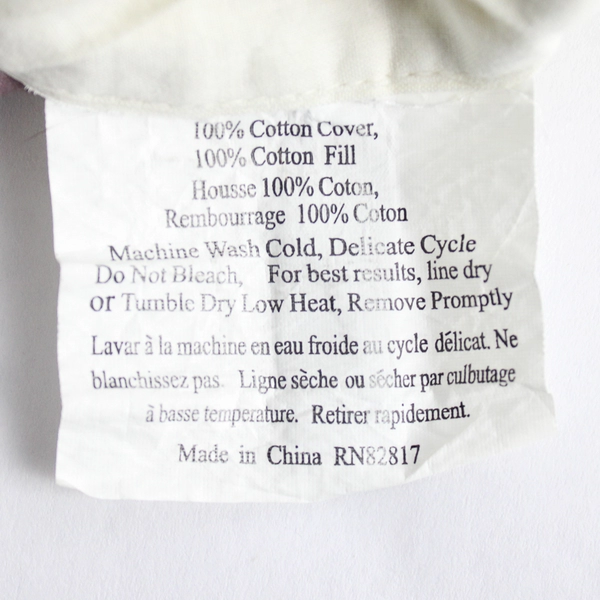 100% Cotton Cover,
100% Cotton Fill
Housse 100% Coton,
Rembourrage 100% Coton
Machine Wash Cold, Delicate Cycle
Do Not Bleach, For best results, line dry
or Tumble Dry Low Heat, Remove Promptly
Lavar à la machine en eau froide au cycle délicat. Ne
blanchissez pas. Ligne sèche ou sécher par culbutage
à basse temperature. Retirer rapidement.
Made in China RN82817